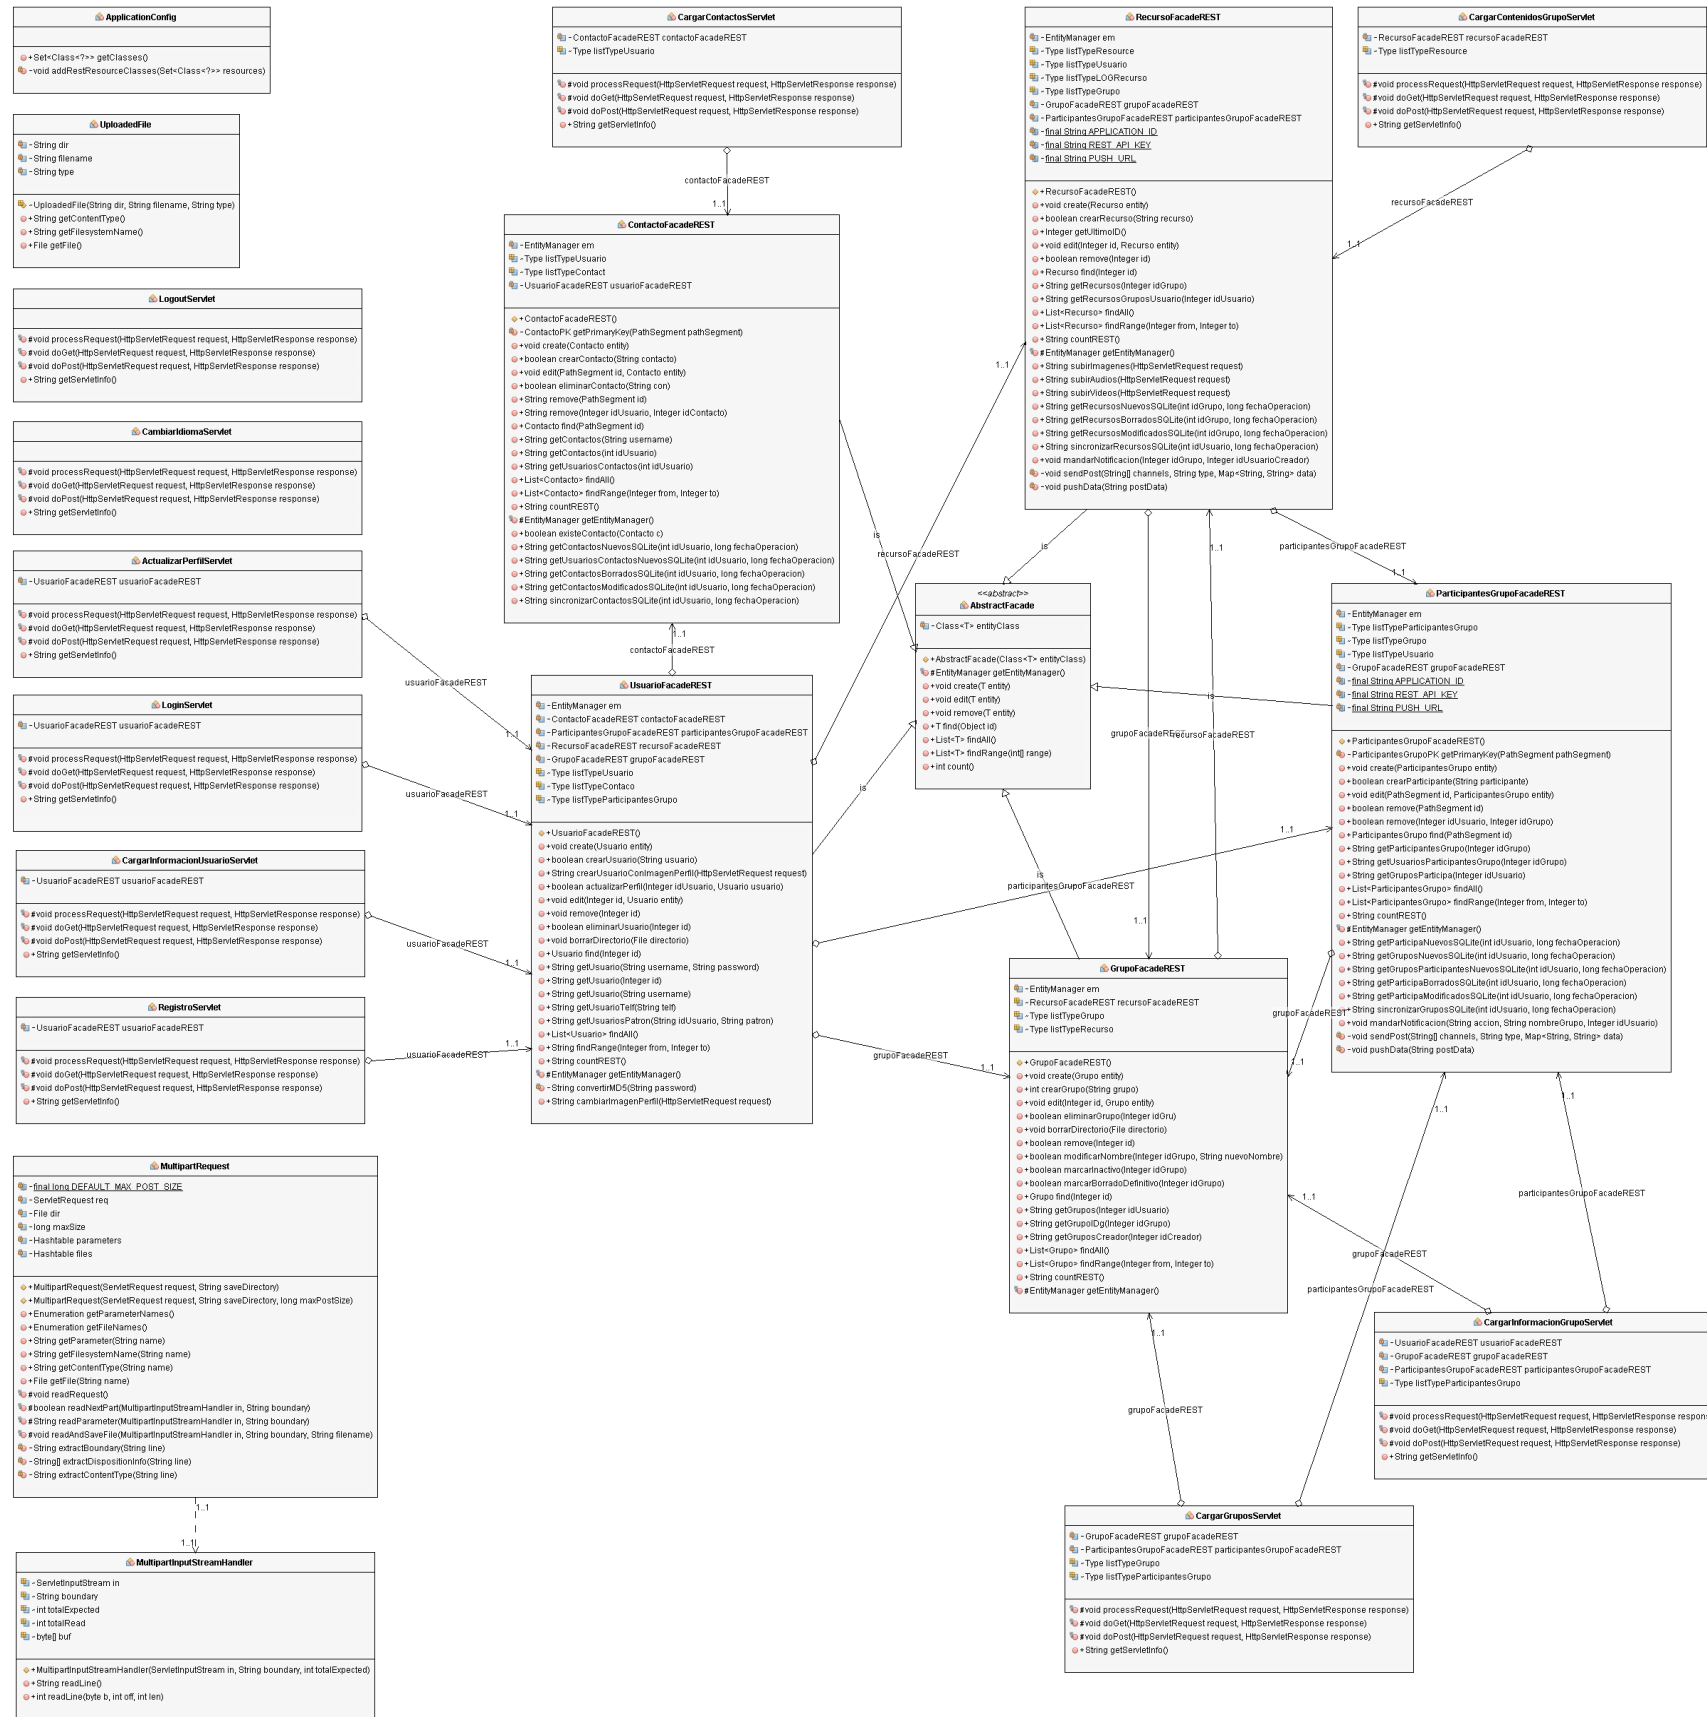 ApplicationConfig
+Set<Class<?>> getClasses()
-void addRestResourceClasses(Set<Class<?>> resources)
UploadedFile
-String dir
-String filename
-String type
~UploadedFile(String dir, String filename, String type)
+String getContentType()
+String getFilesystemName()
+File getFile()
LogoutServlet
#void processRequest(HttpServletRequest request, HttpServletResponse response)
#void doGet(HttpServletRequest request, HttpServletResponse response)
#void doPost(HttpServletRequest request, HttpServletResponse response)
+String getServletInfo()
CambiarIdiomaServlet
#void processRequest(HttpServletRequest request, HttpServletResponse response)
#void doGet(HttpServletRequest request, HttpServletResponse response)
#void doPost(HttpServletRequest request, HttpServletResponse response)
+String getServletInfo()
ActualizarPerfilServlet
-UsuarioFacadeREST usuarioFacadeREST
#void processRequest(HttpServletRequest request, HttpServletResponse response)
#void doGet(HttpServletRequest request, HttpServletResponse response)
#void doPost(HttpServletRequest request, HttpServletResponse response)
+String getServletInfo()
usuarioFacadeREST
1..1
LoginServlet
-UsuarioFacadeREST usuarioFacadeREST
#void processRequest(HttpServletRequest request, HttpServletResponse response)
#void doGet(HttpServletRequest request, HttpServletResponse response)
#void doPost(HttpServletRequest request, HttpServletResponse response)
+String getServletInfo()
usuarioFacadeREST
1..1
CargarInformacionUsuarioServlet
-UsuarioFacadeREST usuarioFacadeREST
#void processRequest(HttpServletRequest request, HttpServletResponse response)
#void doGet(HttpServletRequest request, HttpServletResponse response)
#void doPost(HttpServletRequest request, HttpServletResponse response)
+String getServletInfo()
usuarioFacadeREST
1..1
RegistroServlet
-UsuarioFacadeREST usuarioFacadeREST
#void processRequest(HttpServletRequest request, HttpServletResponse response)
#void doGet(HttpServletRequest request, HttpServletResponse response)
#void doPost(HttpServletRequest request, HttpServletResponse response)
+String getServletInfo()
usuarioFacadeREST
1..1
MultipartRequest
-final long DEFAULT_MAX_POST_SIZE
-ServletRequest req
-File dir
-long maxSize
-Hashtable parameters
-Hashtable files
+MultipartRequest(ServletRequest request, String saveDirectory)
+MultipartRequest(ServletRequest request, String saveDirectory, long maxPostSize)
+Enumeration getParameterNames()
+Enumeration getFileNames()
+String getParameter(String name)
+String getFilesystemName(String name)
+String getContentType(String name)
+File getFile(String name)
#void readRequest()
#boolean readNextPart(MultipartInputStreamHandler in, String boundary)
#String readParameter(MultipartInputStreamHandler in, String boundary)
#void readAndSaveFile(MultipartInputStreamHandler in, String boundary, String filename)
-String extractBoundary(String line)
-String[] extractDispositionInfo(String line)
-String extractContentType(String line)
1..1
1..1
MultipartInputStreamHandler
~ServletInputStream in
~String boundary
~int totalExpected
~int totalRead
~byte[] buf
+MultipartInputStreamHandler(ServletInputStream in, String boundary, int totalExpected)
+String readLine()
+int readLine(byte b, int off, int len)
CargarContactosServlet
-ContactoFacadeREST contactoFacadeREST
~Type listTypeUsuario
#void processRequest(HttpServletRequest request, HttpServletResponse response)
#void doGet(HttpServletRequest request, HttpServletResponse response)
#void doPost(HttpServletRequest request, HttpServletResponse response)
+String getServletInfo()
contactoFacadeREST
1..1
ContactoFacadeREST
-EntityManager em
~Type listTypeUsuario
~Type listTypeContact
-UsuarioFacadeREST usuarioFacadeREST
+ContactoFacadeREST()
-ContactoPK getPrimaryKey(PathSegment pathSegment)
+void create(Contacto entity)
+boolean crearContacto(String contacto)
+void edit(PathSegment id, Contacto entity)
+boolean eliminarContacto(String con)
+String remove(PathSegment id)
+String remove(Integer idUsuario, Integer idContacto)
+Contacto find(PathSegment id)
+String getContactos(String username)
+String getContactos(int idUsuario)
+String getUsuariosContactos(int idUsuario)
+List<Contacto> findAll()
+List<Contacto> findRange(Integer from, Integer to)
+String countREST()
#EntityManager getEntityManager()
+boolean existeContacto(Contacto c)
+String getContactosNuevosSQLite(int idUsuario, long fechaOperacion)
+String getUsuariosContactosNuevosSQLite(int idUsuario, long fechaOperacion)
+String getContactosBorradosSQLite(int idUsuario, long fechaOperacion)
+String getContactosModificadosSQLite(int idUsuario, long fechaOperacion)
+String sincronizarContactosSQLite(int idUsuario, long fechaOperacion)
1..1
contactoFacadeREST
UsuarioFacadeREST
-EntityManager em
-ContactoFacadeREST contactoFacadeREST
-ParticipantesGrupoFacadeREST participantesGrupoFacadeREST
-RecursoFacadeREST recursoFacadeREST
-GrupoFacadeREST grupoFacadeREST
~Type listTypeUsuario
~Type listTypeContaco
~Type listTypeParticipantesGrupo
+UsuarioFacadeREST()
+void create(Usuario entity)
+boolean crearUsuario(String usuario)
+String crearUsuarioConImagenPerfil(HttpServletRequest request)
+boolean actualizarPerfil(Integer idUsuario, Usuario usuario)
+void edit(Integer id, Usuario entity)
+void remove(Integer id)
+boolean eliminarUsuario(Integer id)
+void borrarDirectorio(File directorio)
+Usuario find(Integer id)
+String getUsuario(String username, String password)
+String getUsuario(Integer id)
+String getUsuario(String username)
+String getUsuarioTelf(String telf)
+String getUsuariosPatron(String idUsuario, String patron)
+List<Usuario> findAll()
+String findRange(Integer from, Integer to)
+String countREST()
#EntityManager getEntityManager()
-String convertirMD5(String password)
+String cambiarImagenPerfil(HttpServletRequest request)
RecursoFacadeREST
-EntityManager em
~Type listTypeResource
~Type listTypeUsuario
~Type listTypeLOGRecurso
~Type listTypeGrupo
-GrupoFacadeREST grupoFacadeREST
-ParticipantesGrupoFacadeREST participantesGrupoFacadeREST
-final String APPLICATION_ID
-final String REST_API_KEY
-final String PUSH_URL
+RecursoFacadeREST()
+void create(Recurso entity)
+boolean crearRecurso(String recurso)
+Integer getUltimoID()
+void edit(Integer id, Recurso entity)
+boolean remove(Integer id)
+Recurso find(Integer id)
+String getRecursos(Integer idGrupo)
+String getRecursosGruposUsuario(Integer idUsuario)
+List<Recurso> findAll()
+List<Recurso> findRange(Integer from, Integer to)
+String countREST()
#EntityManager getEntityManager()
+String subirImagenes(HttpServletRequest request)
+String subirAudios(HttpServletRequest request)
+String subirVideos(HttpServletRequest request)
+String getRecursosNuevosSQLite(int idGrupo, long fechaOperacion)
+String getRecursosBorradosSQLite(int idGrupo, long fechaOperacion)
+String getRecursosModificadosSQLite(int idGrupo, long fechaOperacion)
+String sincronizarRecursosSQLite(int idUsuario, long fechaOperacion)
+void mandarNotificacion(Integer idGrupo, Integer idUsuarioCreador)
-void sendPost(String[] channels, String type, Map<String, String> data)
-void pushData(String postData)
CargarContenidosGrupoServlet
-RecursoFacadeREST recursoFacadeREST
~Type listTypeResource
#void processRequest(HttpServletRequest request, HttpServletResponse response)
#void doGet(HttpServletRequest request, HttpServletResponse response)
#void doPost(HttpServletRequest request, HttpServletResponse response)
+String getServletInfo()
recursoFacadeREST
1..1
1..1
is
recursoFacadeREST
is
1..1
participantesGrupoFacadeREST
1..1
<<abstract>>
AbstractFacade
-Class<T> entityClass
+AbstractFacade(Class<T> entityClass)
#EntityManager getEntityManager()
+void create(T entity)
+void edit(T entity)
+void remove(T entity)
+T find(Object id)
+List<T> findAll()
+List<T> findRange(int[] range)
+int count()
is
is
is
grupoFacadeREST
recursoFacadeREST
1..1
participantesGrupoFacadeREST
1..1
grupoFacadeREST
1..1
ParticipantesGrupoFacadeREST
-EntityManager em
~Type listTypeParticipantesGrupo
~Type listTypeGrupo
~Type listTypeUsuario
-GrupoFacadeREST grupoFacadeREST
-final String APPLICATION_ID
-final String REST_API_KEY
-final String PUSH_URL
+ParticipantesGrupoFacadeREST()
-ParticipantesGrupoPK getPrimaryKey(PathSegment pathSegment)
+void create(ParticipantesGrupo entity)
+boolean crearParticipante(String participante)
+void edit(PathSegment id, ParticipantesGrupo entity)
+boolean remove(PathSegment id)
+boolean remove(Integer idUsuario, Integer idGrupo)
+ParticipantesGrupo find(PathSegment id)
+String getParticipantesGrupo(Integer idGrupo)
+String getUsuariosParticipantesGrupo(Integer idGrupo)
+String getGruposParticipa(Integer idUsuario)
+List<ParticipantesGrupo> findAll()
+List<ParticipantesGrupo> findRange(Integer from, Integer to)
+String countREST()
#EntityManager getEntityManager()
+String getParticipaNuevosSQLite(int idUsuario, long fechaOperacion)
+String getGruposNuevosSQLite(int idUsuario, long fechaOperacion)
+String getGruposParticipantesNuevosSQLite(int idUsuario, long fechaOperacion)
+String getParticipaBorradosSQLite(int idUsuario, long fechaOperacion)
+String getParticipaModificadosSQLite(int idUsuario, long fechaOperacion)
+String sincronizarGruposSQLite(int idUsuario, long fechaOperacion)
+void mandarNotificacion(String accion, String nombreGrupo, Integer idUsuario)
-void sendPost(String[] channels, String type, Map<String, String> data)
-void pushData(String postData)
grupoFacadeREST
1..1
GrupoFacadeREST
-EntityManager em
~RecursoFacadeREST recursoFacadeREST
~Type listTypeGrupo
~Type listTypeRecurso
+GrupoFacadeREST()
+void create(Grupo entity)
+int crearGrupo(String grupo)
+void edit(Integer id, Grupo entity)
+boolean eliminarGrupo(Integer idGru)
+void borrarDirectorio(File directorio)
+boolean remove(Integer id)
+boolean modificarNombre(Integer idGrupo, String nuevoNombre)
+boolean marcarInactivo(Integer idGrupo)
+boolean marcarBorradoDefinitivo(Integer idGrupo)
+Grupo find(Integer id)
+String getGrupos(Integer idUsuario)
+String getGrupoIDg(Integer idGrupo)
+String getGruposCreador(Integer idCreador)
+List<Grupo> findAll()
+List<Grupo> findRange(Integer from, Integer to)
+String countREST()
#EntityManager getEntityManager()
1..1
1..1
participantesGrupoFacadeREST
1..1
grupoFacadeREST
participantesGrupoFacadeREST
1..1
grupoFacadeREST
CargarInformacionGrupoServlet
-UsuarioFacadeREST usuarioFacadeREST
-GrupoFacadeREST grupoFacadeREST
-ParticipantesGrupoFacadeREST participantesGrupoFacadeREST
~Type listTypeParticipantesGrupo
#void processRequest(HttpServletRequest request, HttpServletResponse respon
#void doGet(HttpServletRequest request, HttpServletResponse response)
#void doPost(HttpServletRequest request, HttpServletResponse response)
+String getServletInfo()
CargarGruposServlet
-GrupoFacadeREST grupoFacadeREST
-ParticipantesGrupoFacadeREST participantesGrupoFacadeREST
~Type listTypeGrupo
~Type listTypeParticipantesGrupo
#void processRequest(HttpServletRequest request, HttpServletResponse response)
#void doGet(HttpServletRequest request, HttpServletResponse response)
#void doPost(HttpServletRequest request, HttpServletResponse response)
+String getServletInfo()